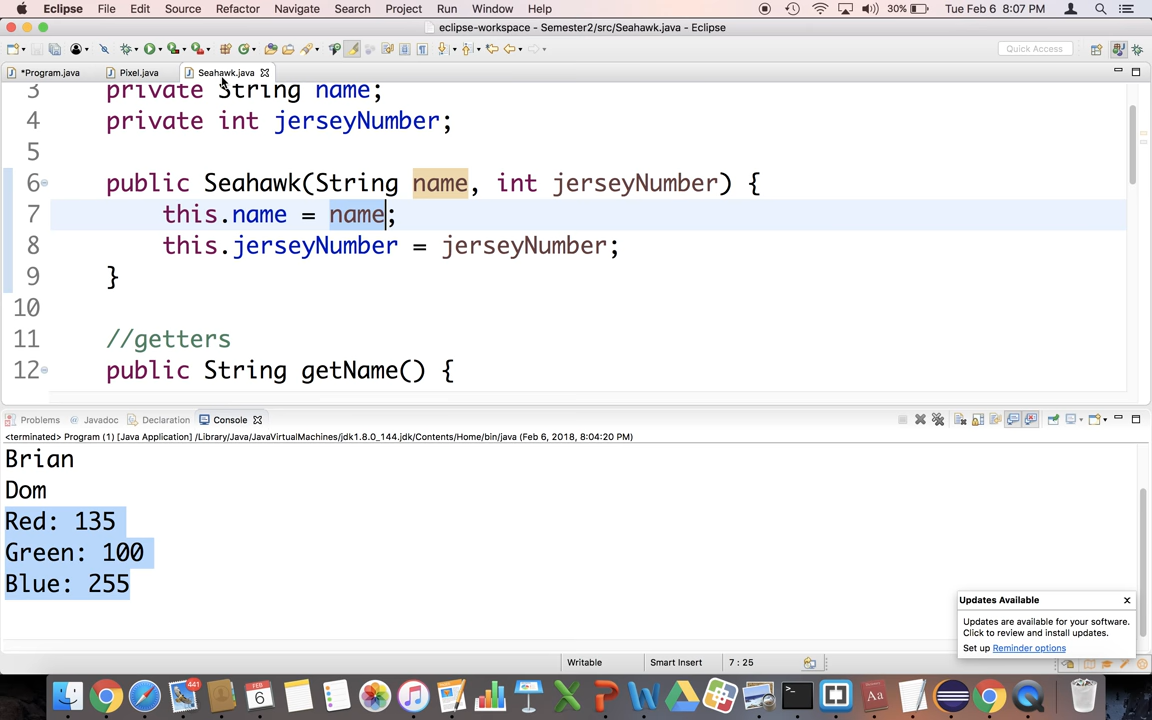 Eclipse File Edit Source Refactor Navigate Search Project Run Window Help 30% Tue Feb 6 8:07 PM
eclipse-workspace - Semester2/src/Seahawk.java - Eclipse
Quick Access
*Program.java Pixel.java Seahawk.java
3 private String name;
4 private int jerseyNumber;
5
6 public Seahawk(String name, int jerseyNumber) {
7 this.name = name;
8 this.jerseyNumber = jerseyNumber;
9 }
10
11 //getters
12 public String getName() {
Problems Javadoc Declaration Console
<terminated> Program (1) [Java Application] /Library/Java/JavaVirtualMachines/jdk1.8.0_144.jdk/Contents/Home/bin/java (Feb 6, 2018, 8:04:20 PM)
Brian
Dom
Red: 135
Green: 100
Blue: 255
Updates Available
Updates are available for your software.
Click to review and install updates.
Set up Reminder options
Writable Smart Insert 7 : 25
441
6
Aa